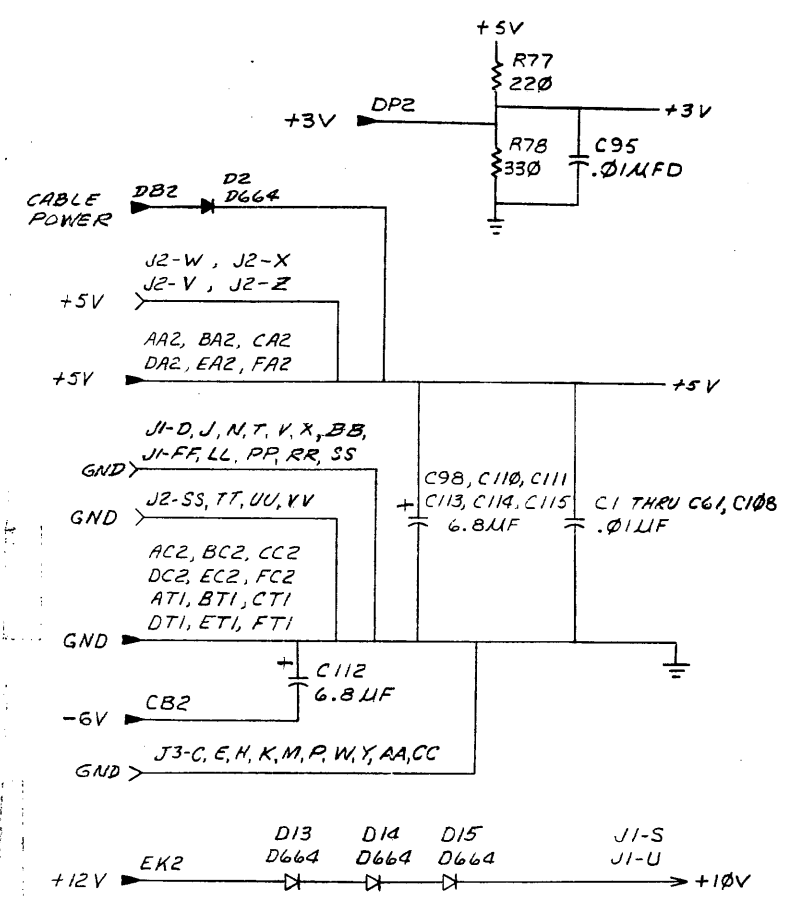 +5V
R77
22Ø
+3V
DP2
+3V
R78
33Ø
C95
.Ø1MFD
CABLE
POWER
DB2
D2
D664
J2-W , J2-X
J2-V , J2-Z
+5V
AA2, BA2, CA2
DA2, EA2, FA2
+5V
+5V
J1-D, J, N, T, V, X, BB,
J1-FF, LL, PP, RR, SS
GND
J2-SS, TT, UU, VV
GND
C98, C11Ø, C111
C113, C114, C115
6.8UF
+
C1 THRU C61, C1Ø8
.Ø1UF
AC2, BC2, CC2
DC2, EC2, FC2
AT1, BT1, CT1
DT1, ET1, FT1
GND
+
C112
6.8UF
-6V
CB2
J3-C, E, H, K, M, P, W, Y, AA, CC
GND
D13
D664
D14
D664
D15
D664
J1-S
J1-U
+12V
EK2
+1ØV